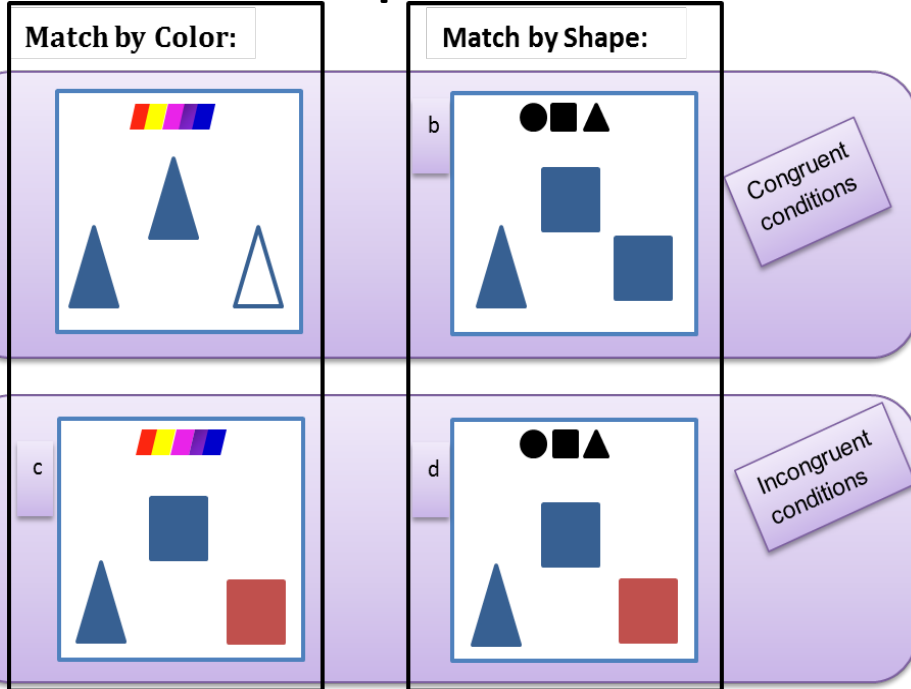 Match by Color:
Match by Shape:
b
Congruent
conditions
c
d
Incongruent
conditions